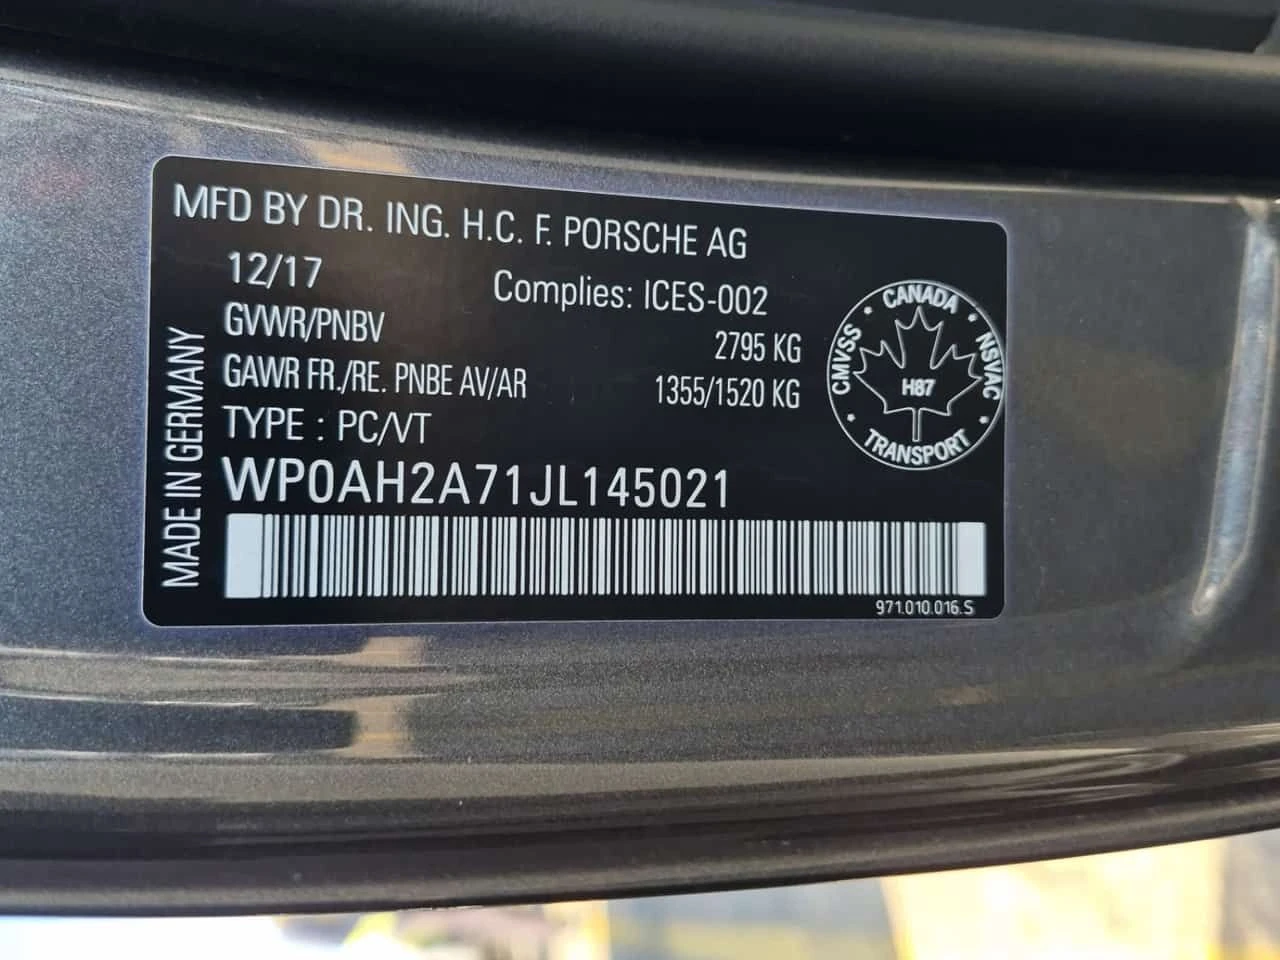 MFD BY DR. ING. H.C. F. PORSCHE AG
12/17
Complies: ICES-002
GVWR/PNBV 2795 KG
GAWR FR./RE. PNBE AV/AR 1355/1520 KG
TYPE : PC/VT
WP0AH2A71JL145021
MADE IN GERMANY
CANADA
CMVSS
NSVAC
H87
TRANSPORT
971.010.016.S